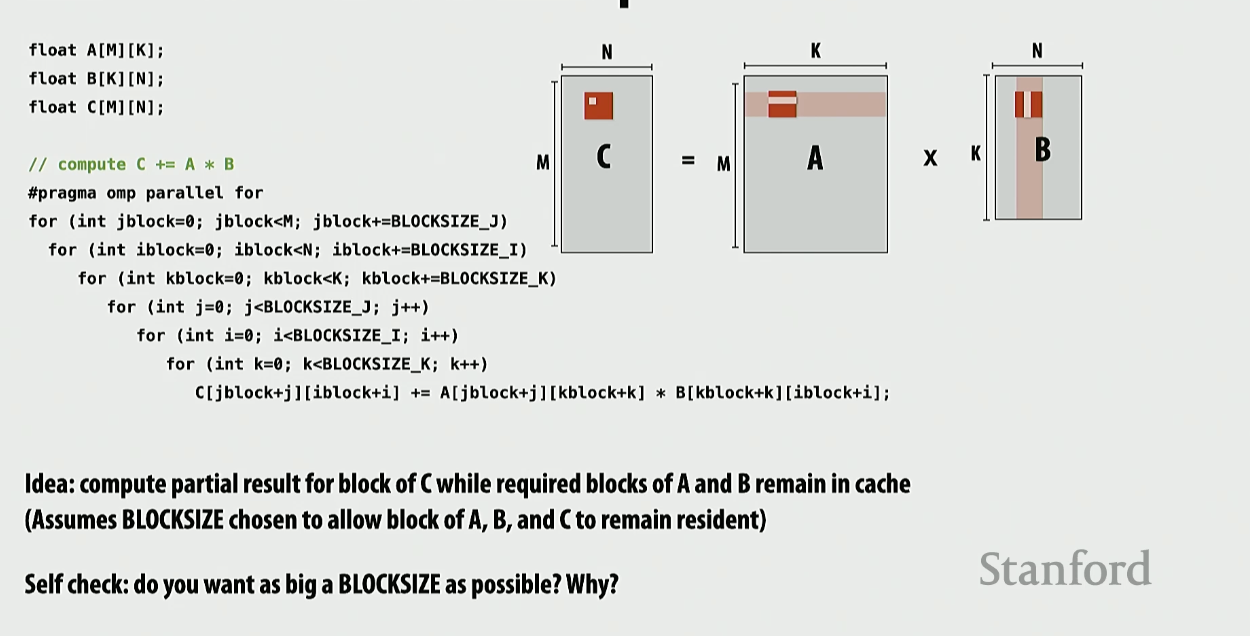 float A[M][K];
float B[K][N];
float C[M][N];
// compute C += A * B
#pragma omp parallel for
for (int jblock=0; jblock<M; jblock+=BLOCKSIZE_J)
for (int iblock=0; iblock<N; iblock+=BLOCKSIZE_I)
for (int kblock=0; kblock<K; kblock+=BLOCKSIZE_K)
for (int j=0; j<BLOCKSIZE_J; j++)
for (int i=0; i<BLOCKSIZE_I; i++)
for (int k=0; k<BLOCKSIZE_K; k++)
C[jblock+j][iblock+i] += A[jblock+j][kblock+k] * B[kblock+k][iblock+i];
N
M
C
=
K
M
A
X
N
K
B
Idea: compute partial result for block of C while required blocks of A and B remain in cache
(Assumes BLOCKSIZE chosen to allow block of A, B, and C to remain resident)
Self check: do you want as big a BLOCKSIZE as possible? Why?
Stanford